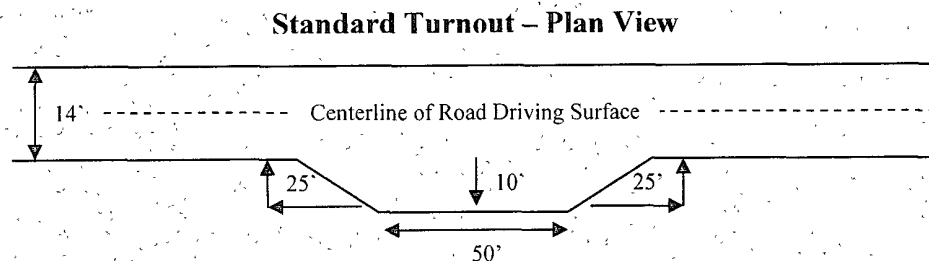 Standard Turnout – Plan View
14` Centerline of Road Driving Surface
25` 10` 25'
50’